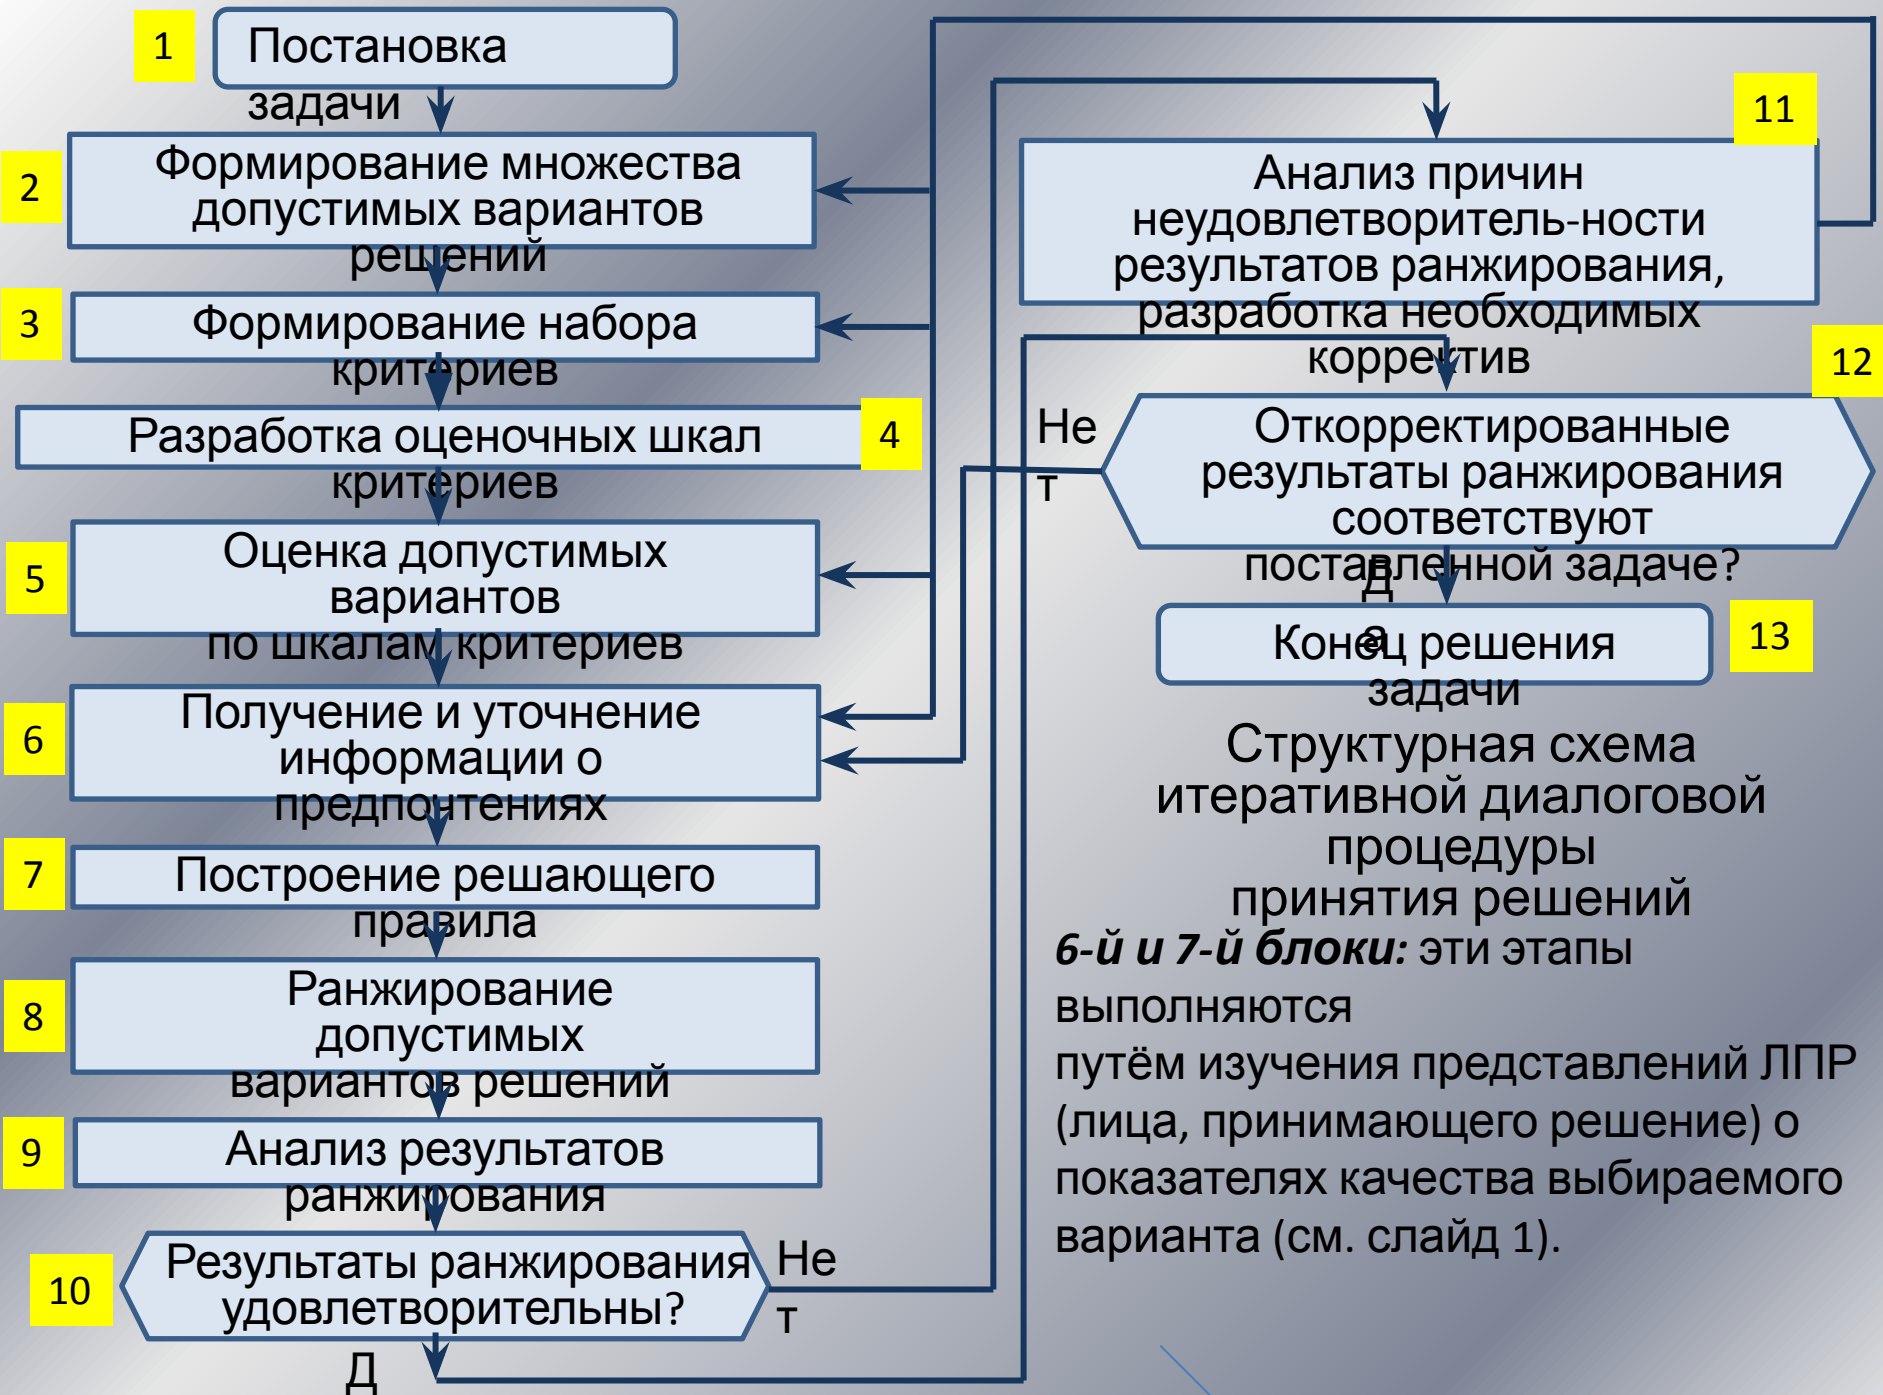 1
Постановка
задачи
2
Формирование множества
допустимых вариантов
решений
3
Формирование набора
критериев
Разработка оценочных шкал
критериев
4
5
Оценка допустимых
вариантов
по шкалам критериев
6
Получение и уточнение
информации о
предпочтениях
7
Построение решающего
правила
8
Ранжирование
допустимых
вариантов решений
9
Анализ результатов
ранжирования
10
Результаты ранжирования
удовлетворительны?
Не
т
Д
11
Анализ причин
неудовлетворитель-ности
результатов ранжирования,
разработка необходимых
корректив
12
Не
т
Откорректированные
результаты ранжирования
соответствуют
поставленной задаче?
Д
а
Конец решения
задачи
13
Структурная схема
итеративной диалоговой
процедуры
принятия решений
6-й и 7-й блоки: эти этапы
выполняются
путём изучения представлений ЛПР
(лица, принимающего решение) о
показателях качества выбираемого
варианта (см. слайд 1).